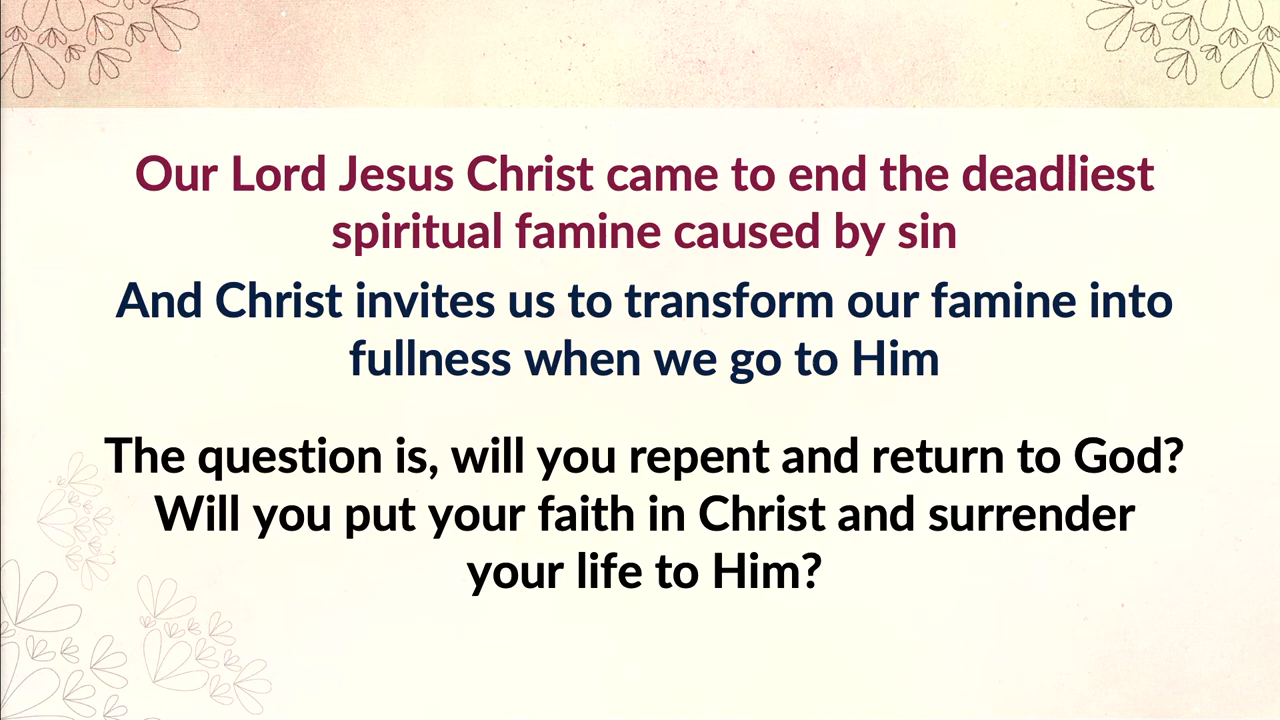 Our Lord Jesus Christ came to end the deadliest
spiritual famine caused by sin
And Christ invites us to transform our famine into
fullness when we go to Him
The question is, will you repent and return to God?
Will you put your faith in Christ and surrender
your life to Him?